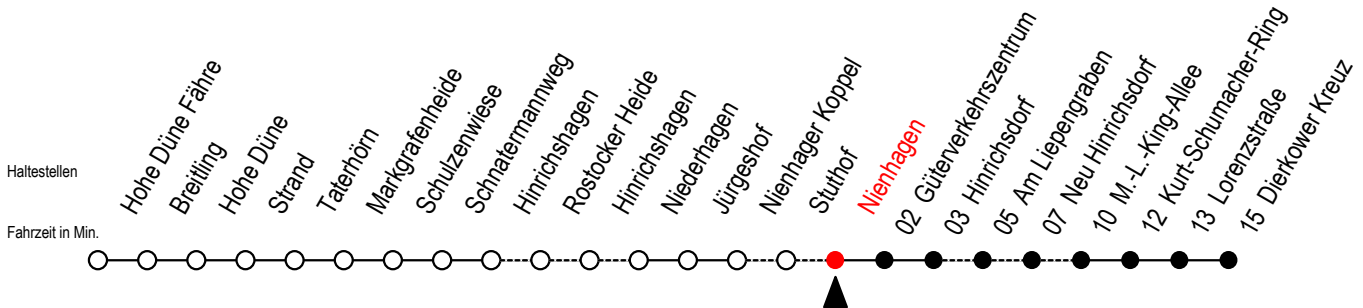 Haltestellen
Fahrzeit in Min.
Hohe Düne Fähre
Breitling
Hohe Düne
Strand
Taterhörn
Markgrafenheide
Schulzenwiese
Schnatermannweg
Hinrichshagen
Rostocker Heide
Hinrichshagen
Niederhagen
Jürgeshof
Nienhager Koppel
Stuthof
Nienhagen
02 Güterverkehrszentrum
03 Hinrichsdorf
05 Am Liepengraben
07 Neu Hinrichsdorf
10 M.-L.-King-Allee
12 Kurt-Schumacher-Ring
13 Lorenzstraße
15 Dierkower Kreuz